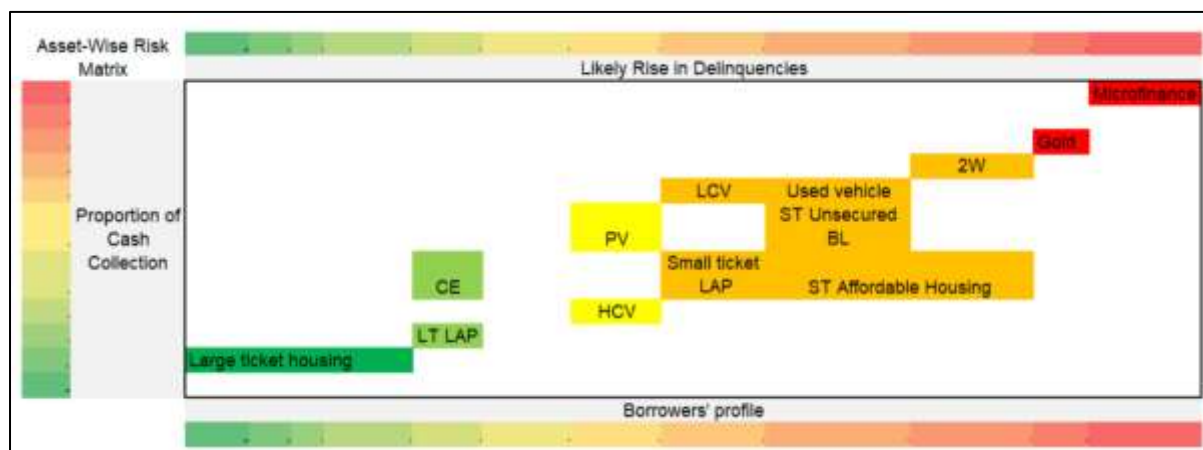 Asset-Wise Risk
Matrix
Likely Rise in Delinquencies
Microfinance
Gold
2W
LCV
Used vehicle
Proportion of
Cash
Collection
PV
ST Unsecured
BL
CE
Small ticket
LAP
ST Affordable Housing
HCV
LT LAP
Large ticket housing
Borrowers' profile